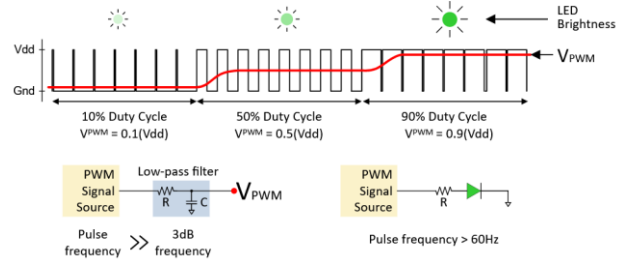 LED
Brightness
Vdd
VPWM
Gnd
10% Duty Cycle
VPWM = 0.1(Vdd)
50% Duty Cycle
VPWM = 0.5(Vdd)
90% Duty Cycle
VPWM = 0.9(Vdd)
PWM
Signal
Source
Low-pass filter
R
C
VPWM
Pulse
frequency
>>
3dB
frequency
PWM
Signal
Source
R
Pulse frequency > 60Hz